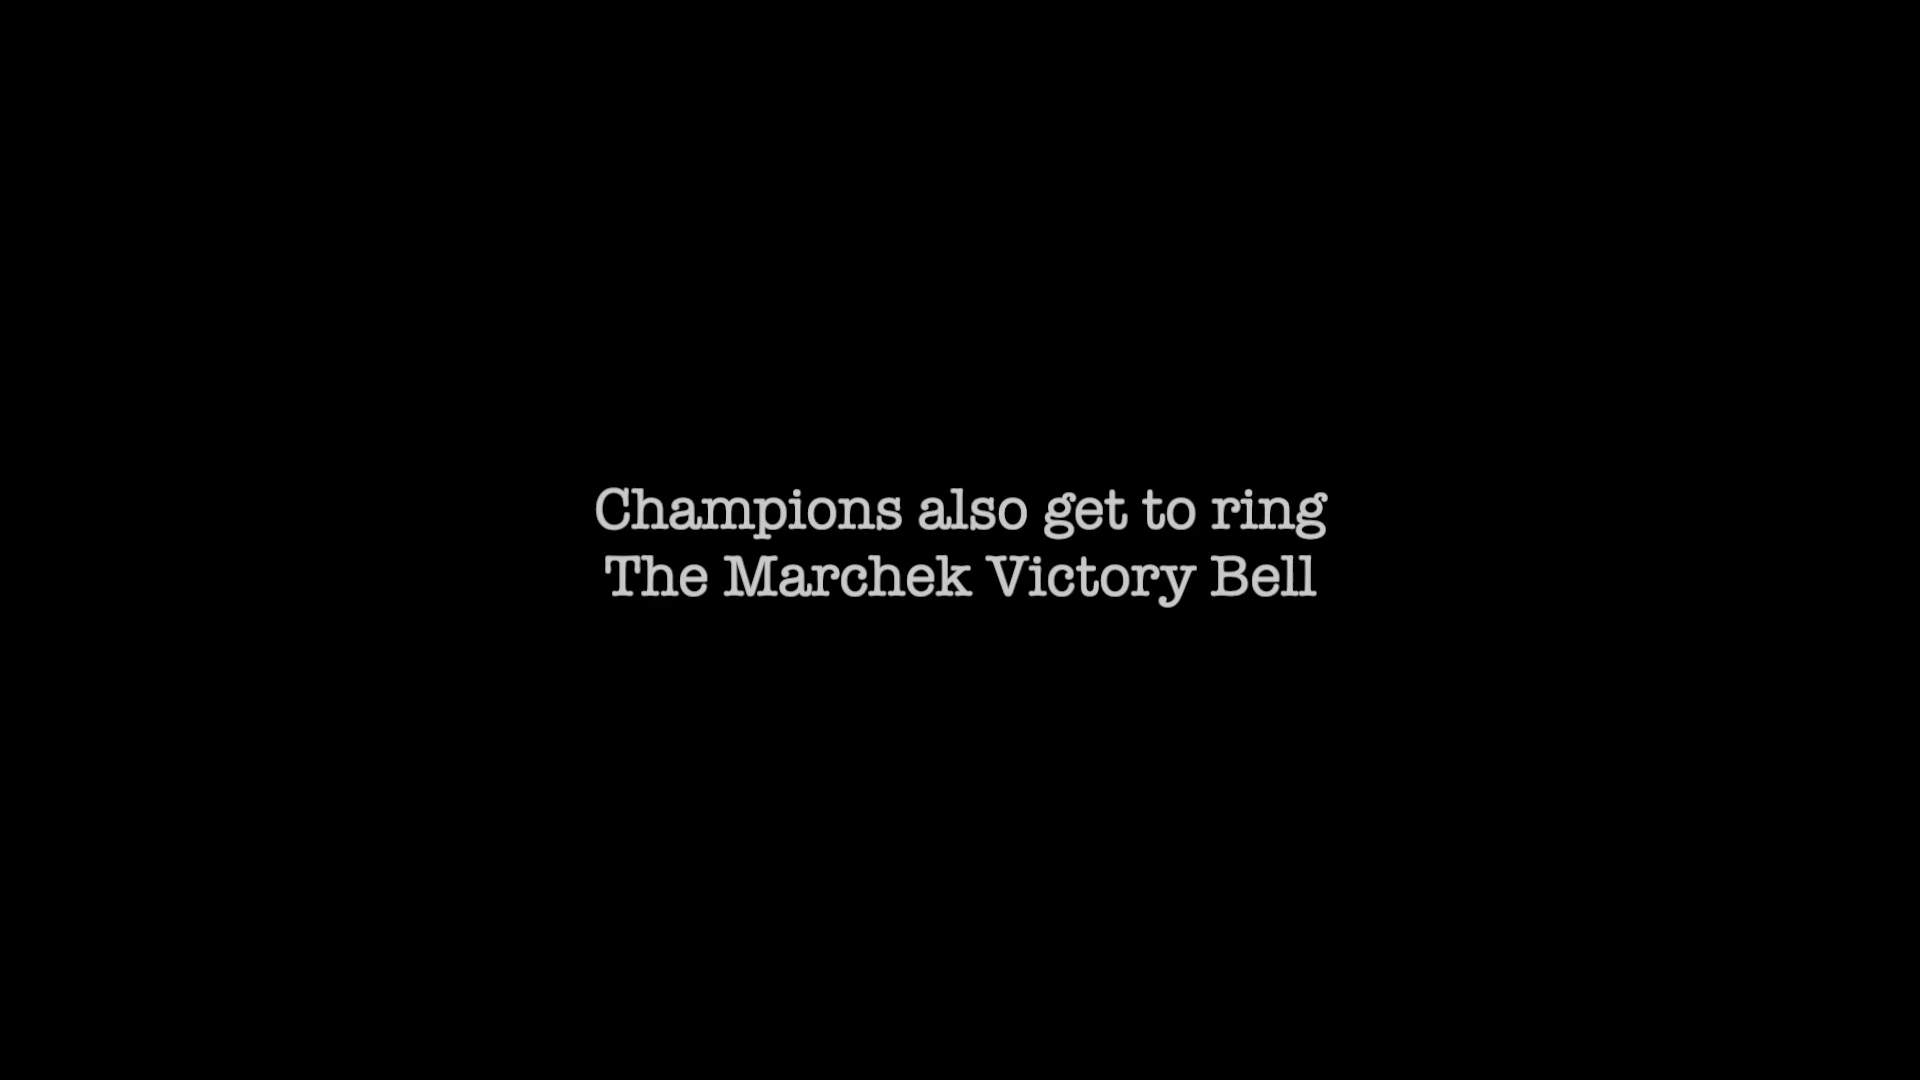 Champions also get to ring
The Marchek Victory Bell